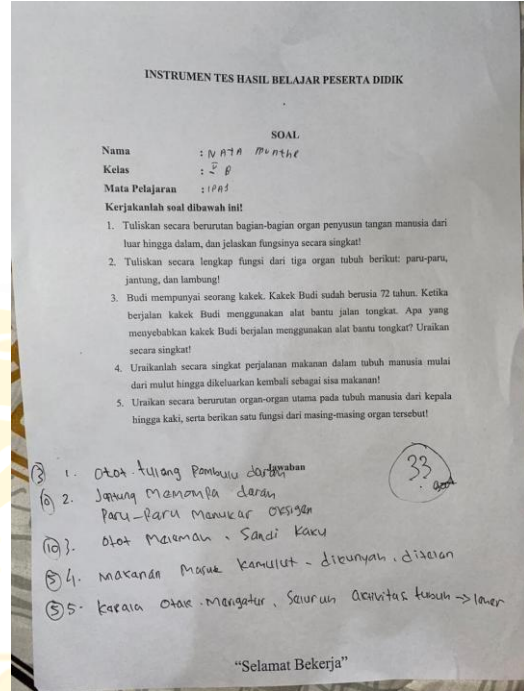 INSTRUMEN TES HASIL BELAJAR PESERTA DIDIK
SOAL
Nama : NATA Munthe
Kelas : V B
Mata Pelajaran : IPAS
Kerjakanlah soal dibawah ini!
1. Tuliskan secara berurutan bagian-bagian organ penyusun tangan manusia dari
luar hingga dalam, dan jelaskan fungsinya secara singkat!
2. Tuliskan secara lengkap fungsi dari tiga organ tubuh berikut: paru-paru,
jantung, dan lambung!
3. Budi mempunyai seorang kakek. Kakek Budi sudah berusia 72 tahun. Ketika
berjalan kakek Budi menggunakan alat bantu jalan tongkat. Apa yang
menyebabkan kakek Budi berjalan menggunakan alat bantu tongkat? Uraikan
secara singkat!
4. Uraikanlah secara singkat perjalanan makanan dalam tubuh manusia mulai
dari mulut hingga dikeluarkan kembali sebagai sisa makanan!
5. Uraikan secara berurutan organ-organ utama pada tubuh manusia dari kepala
hingga kaki, serta berikan satu fungsi dari masing-masing organ tersebut!
Jawaban
33
3 1. Otot tulang Pambulu darah
10 2. Jantung Memompa darah
Paru-Paru Manukar Oksigen
10 3. Otot Malemah, Sandi Kaku
5 4. Makanan Masuk Kamulut - dikunyah, ditelan
5 5. Kapala Otak Mangatur, Seluruh aktivitas tubuh ->
"Selamat Bekerja"